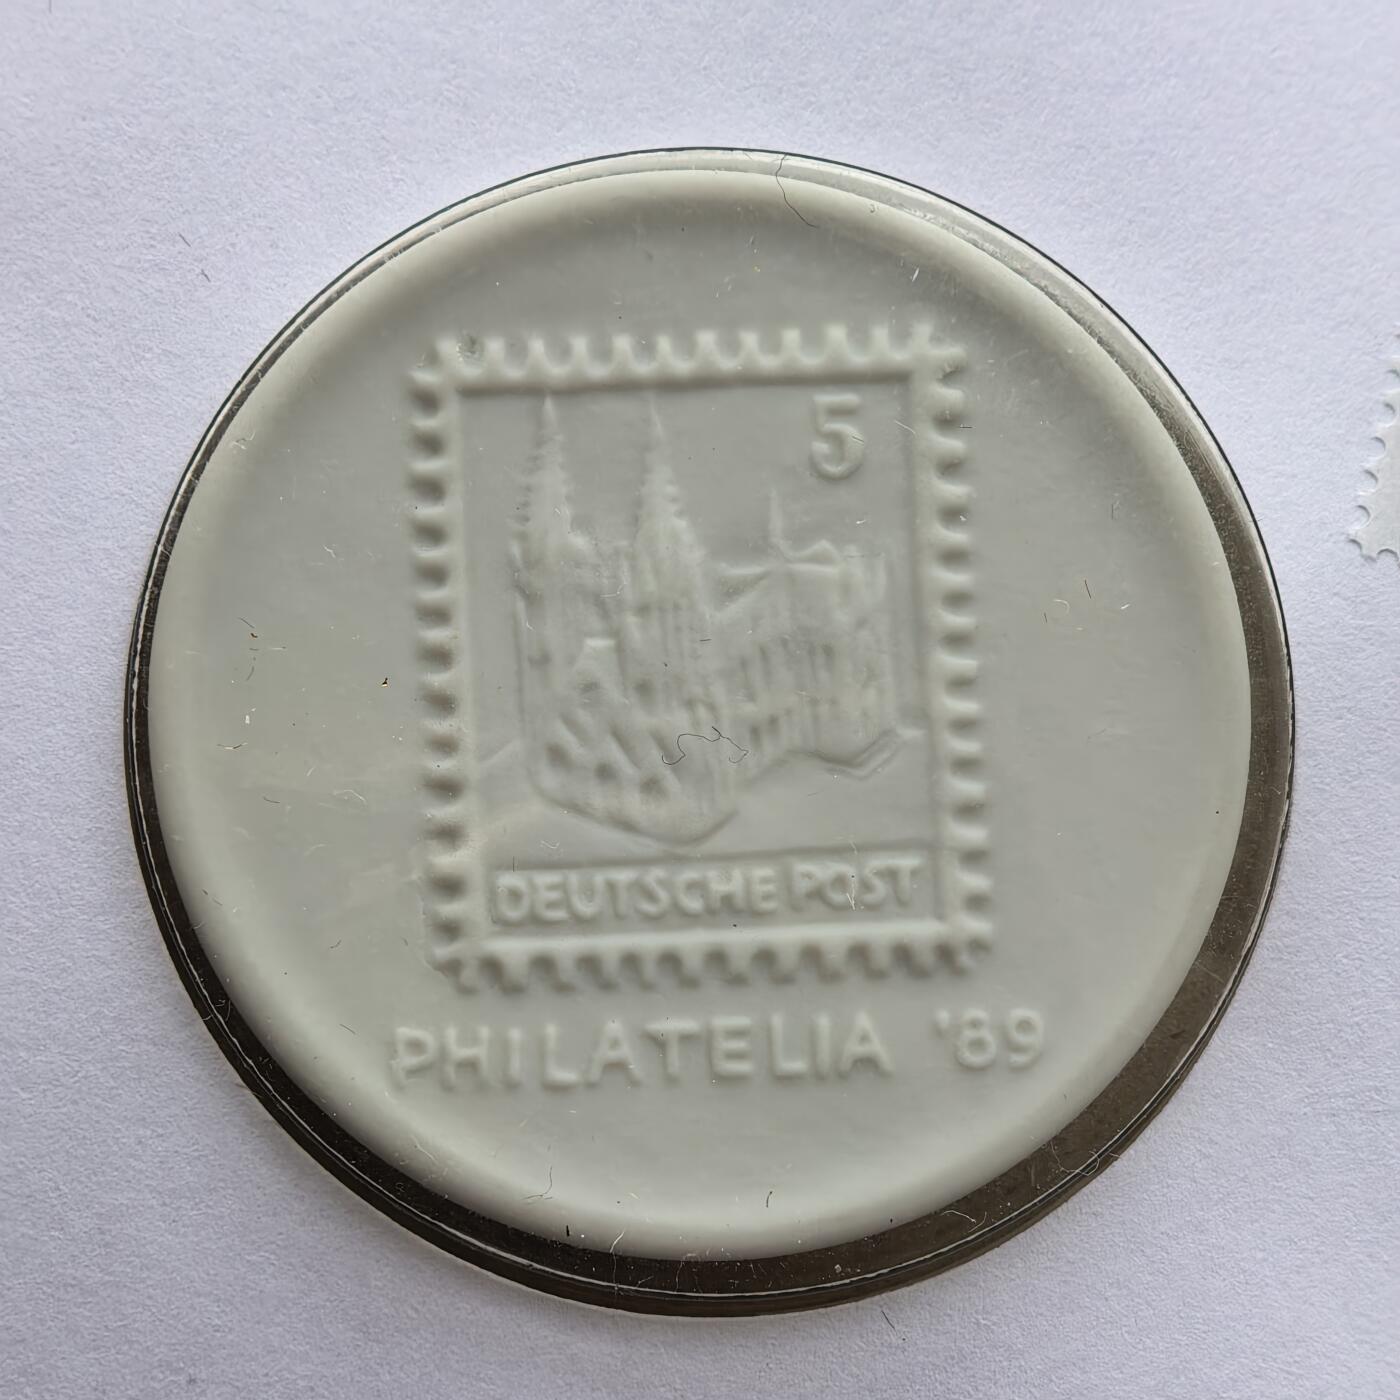 5
DEUTSCHE POST
PHILATELIA '89